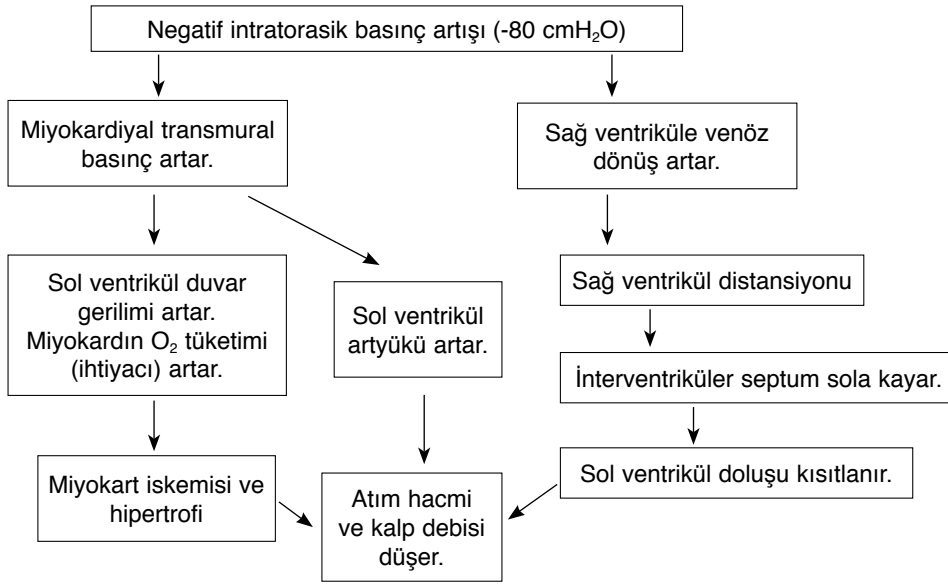 Negatif intratorasik basınç artışı (-80 cmH₂O)
Miyokardiyal transmural
basınç artar.
Sağ ventriküle venöz
dönüş artar.
Sol ventrikül duvar
gerilimi artar.
Miyokardın O₂ tüketimi
(ihtiyacı) artar.
Sol ventrikül
artyükü artar.
Sağ ventrikül distansiyonu
İnterventriküler septum sola kayar.
Sol ventrikül doluşu kısıtlanır.
Miyokart iskemisi ve
hipertrofi
Atım hacmi
ve kalp debisi
düşer.